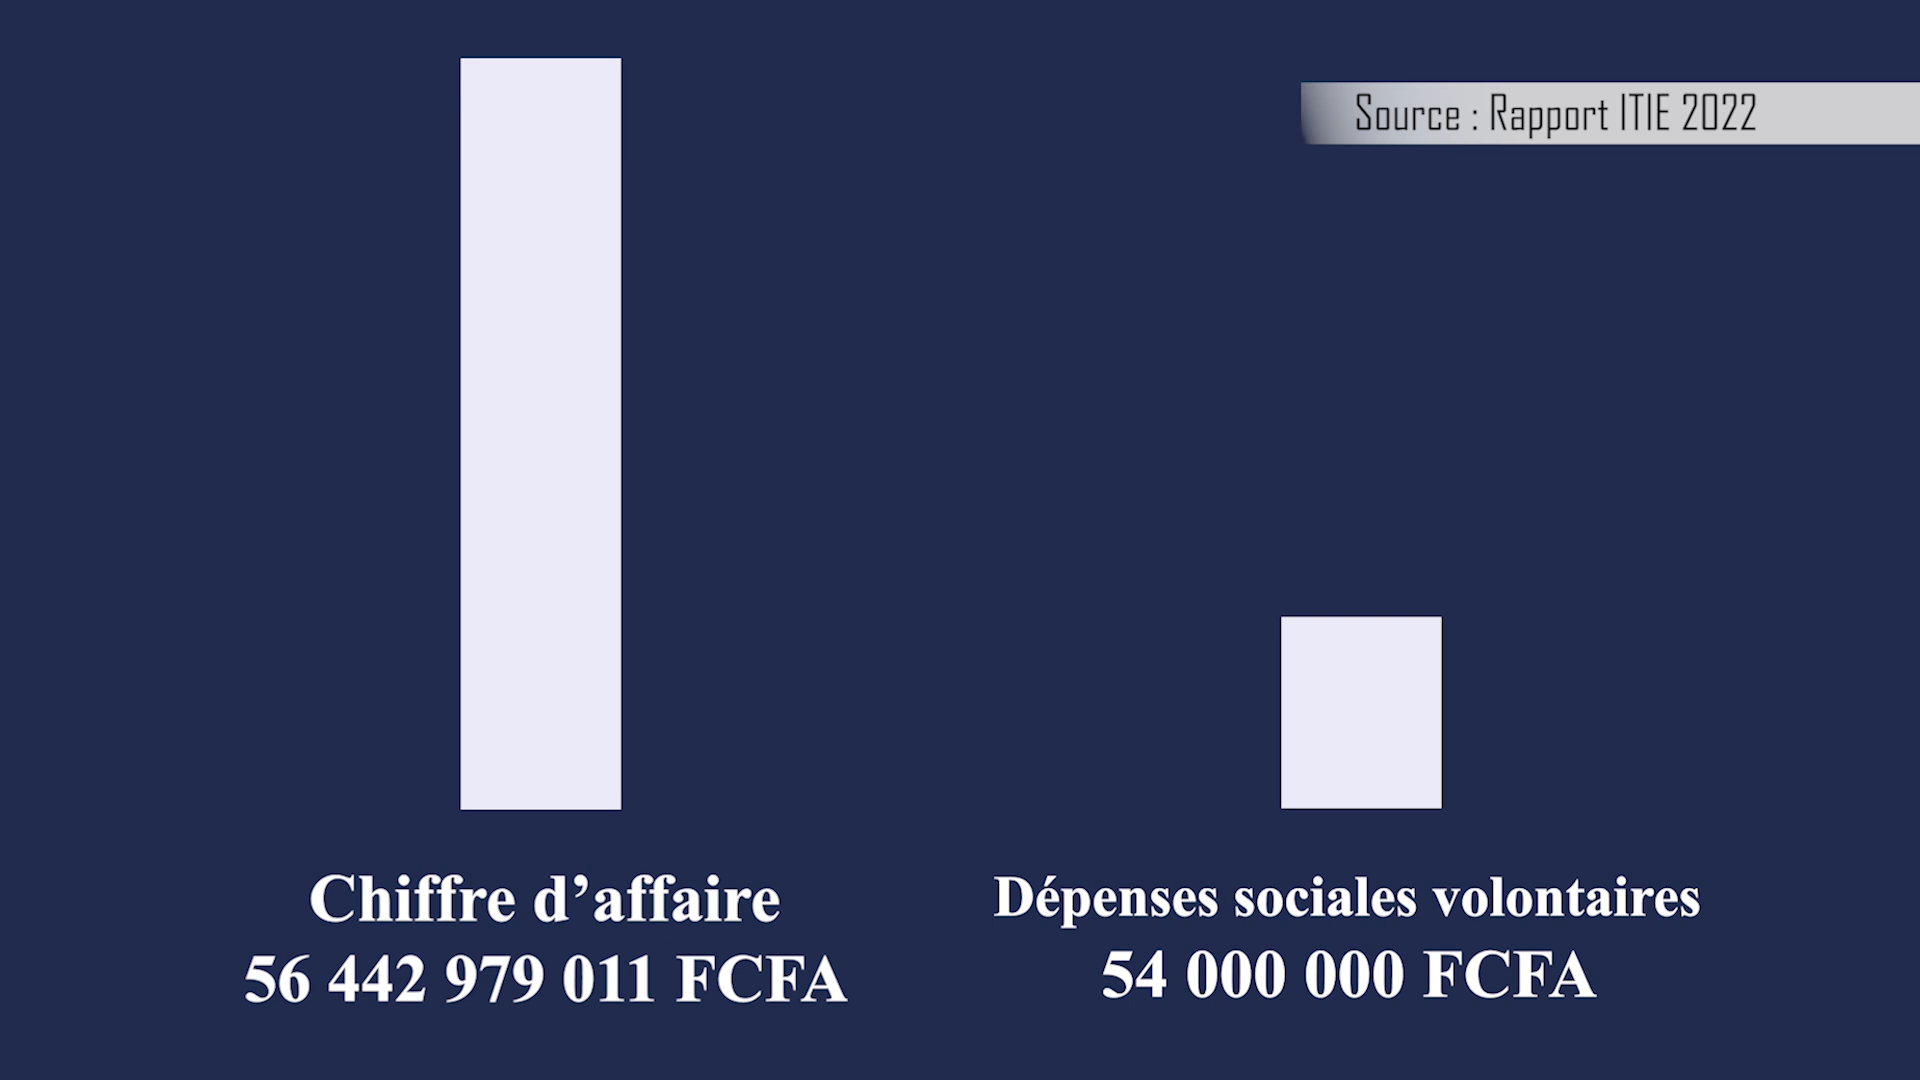 Source : Rapport ITIE 2022
Chiffre d’affaire
56 442 979 011 FCFA
Dépenses sociales volontaires
54 000 000 FCFA